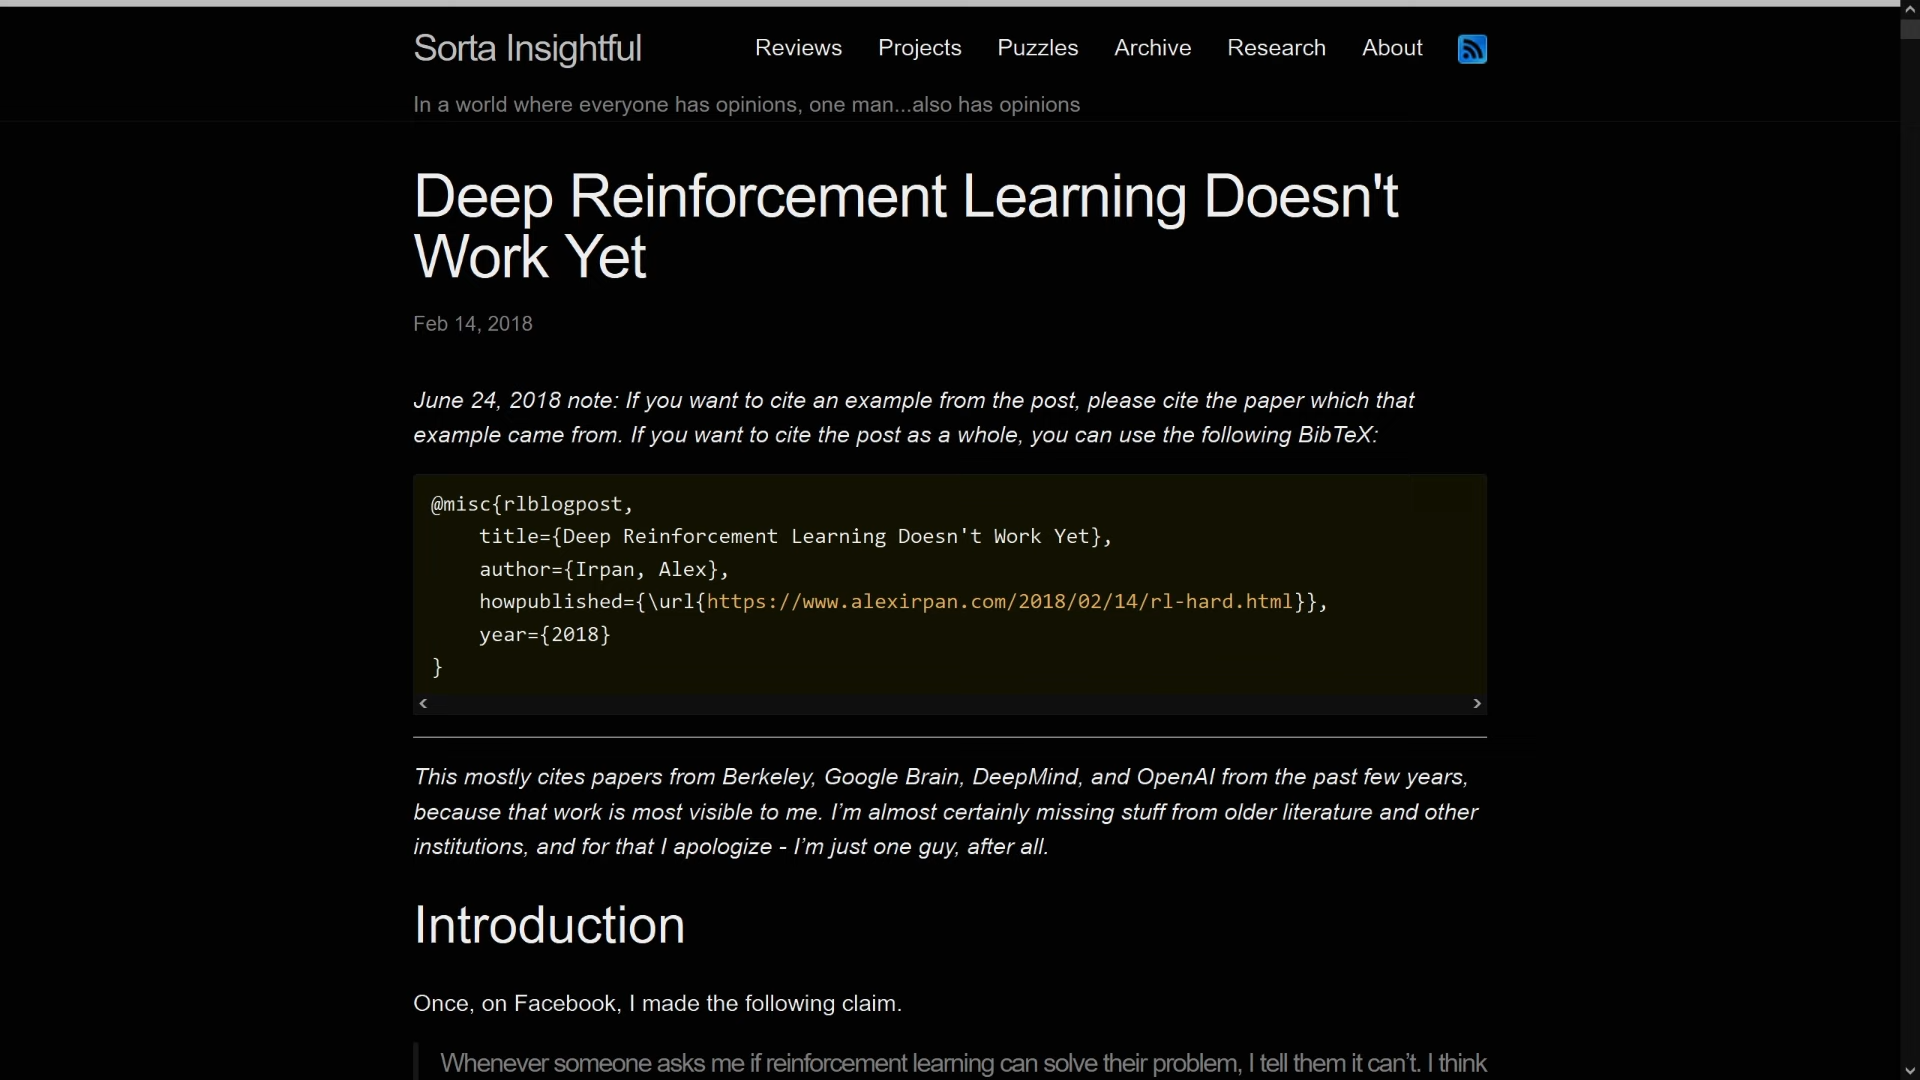 Sorta Insightful
Reviews Projects Puzzles Archive Research About
In a world where everyone has opinions, one man...also has opinions
Deep Reinforcement Learning Doesn't
Work Yet
Feb 14, 2018
June 24, 2018 note: If you want to cite an example from the post, please cite the paper which that
example came from. If you want to cite the post as a whole, you can use the following BibTeX:
@misc{rlblogpost,
    title={Deep Reinforcement Learning Doesn't Work Yet},
    author={Irpan, Alex},
    howpublished={\url{https://www.alexirpan.com/2018/02/14/rl-hard.html}},
    year={2018}
}
This mostly cites papers from Berkeley, Google Brain, DeepMind, and OpenAI from the past few years,
because that work is most visible to me. I’m almost certainly missing stuff from older literature and other
institutions, and for that I apologize - I’m just one guy, after all.
Introduction
Once, on Facebook, I made the following claim.
Whenever someone asks me if reinforcement learning can solve their problem, I tell them it can’t. I think